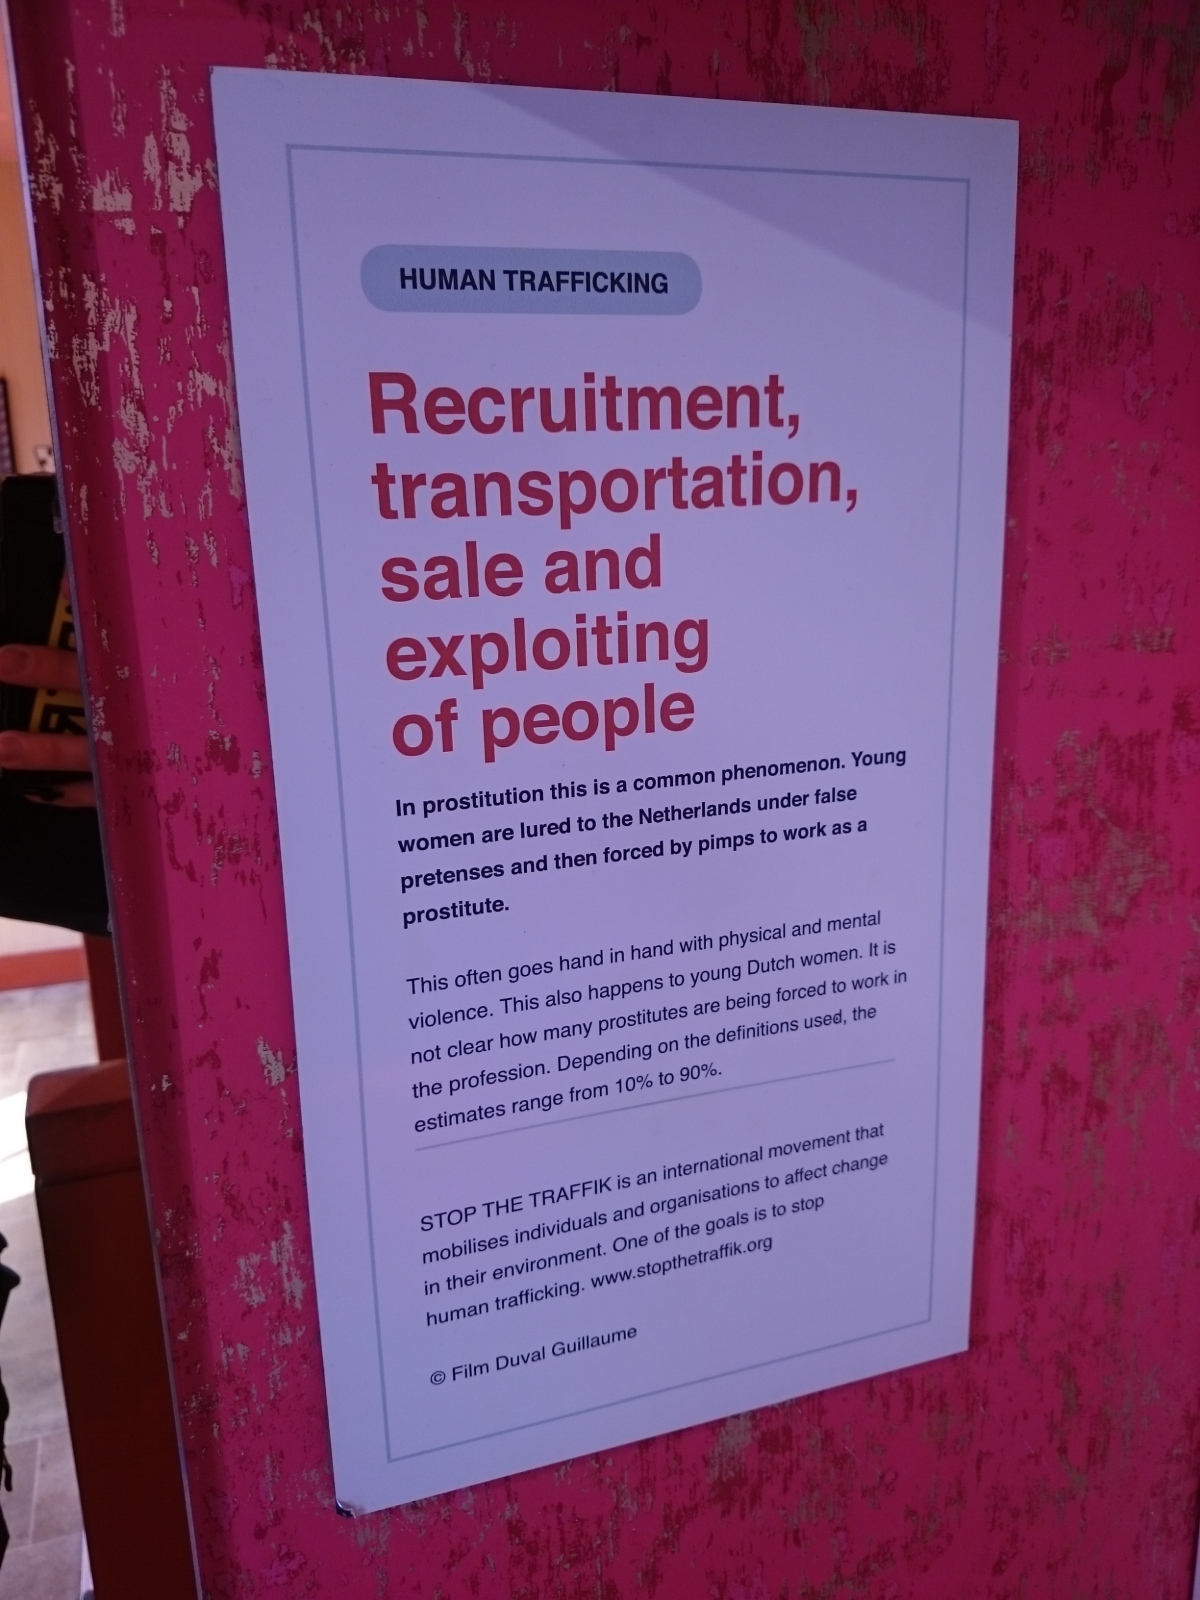 HUMAN TRAFFICKING
Recruitment,
transportation,
sale and
exploiting
of people
In prostitution this is a common phenomenon. Young
women are lured to the Netherlands under false
pretenses and then forced by pimps to work as a
prostitute.
This often goes hand in hand with physical and mental
violence. This also happens to young Dutch women. It is
not clear how many prostitutes are being forced to work in
the profession. Depending on the definitions used, the
estimates range from 10% to 90%.
STOP THE TRAFFIK is an international movement that
mobilises individuals and organisations to affect change
in their environment. One of the goals is to stop
human trafficking. www.stopthetraffik.org
© Film Duval Guillaume